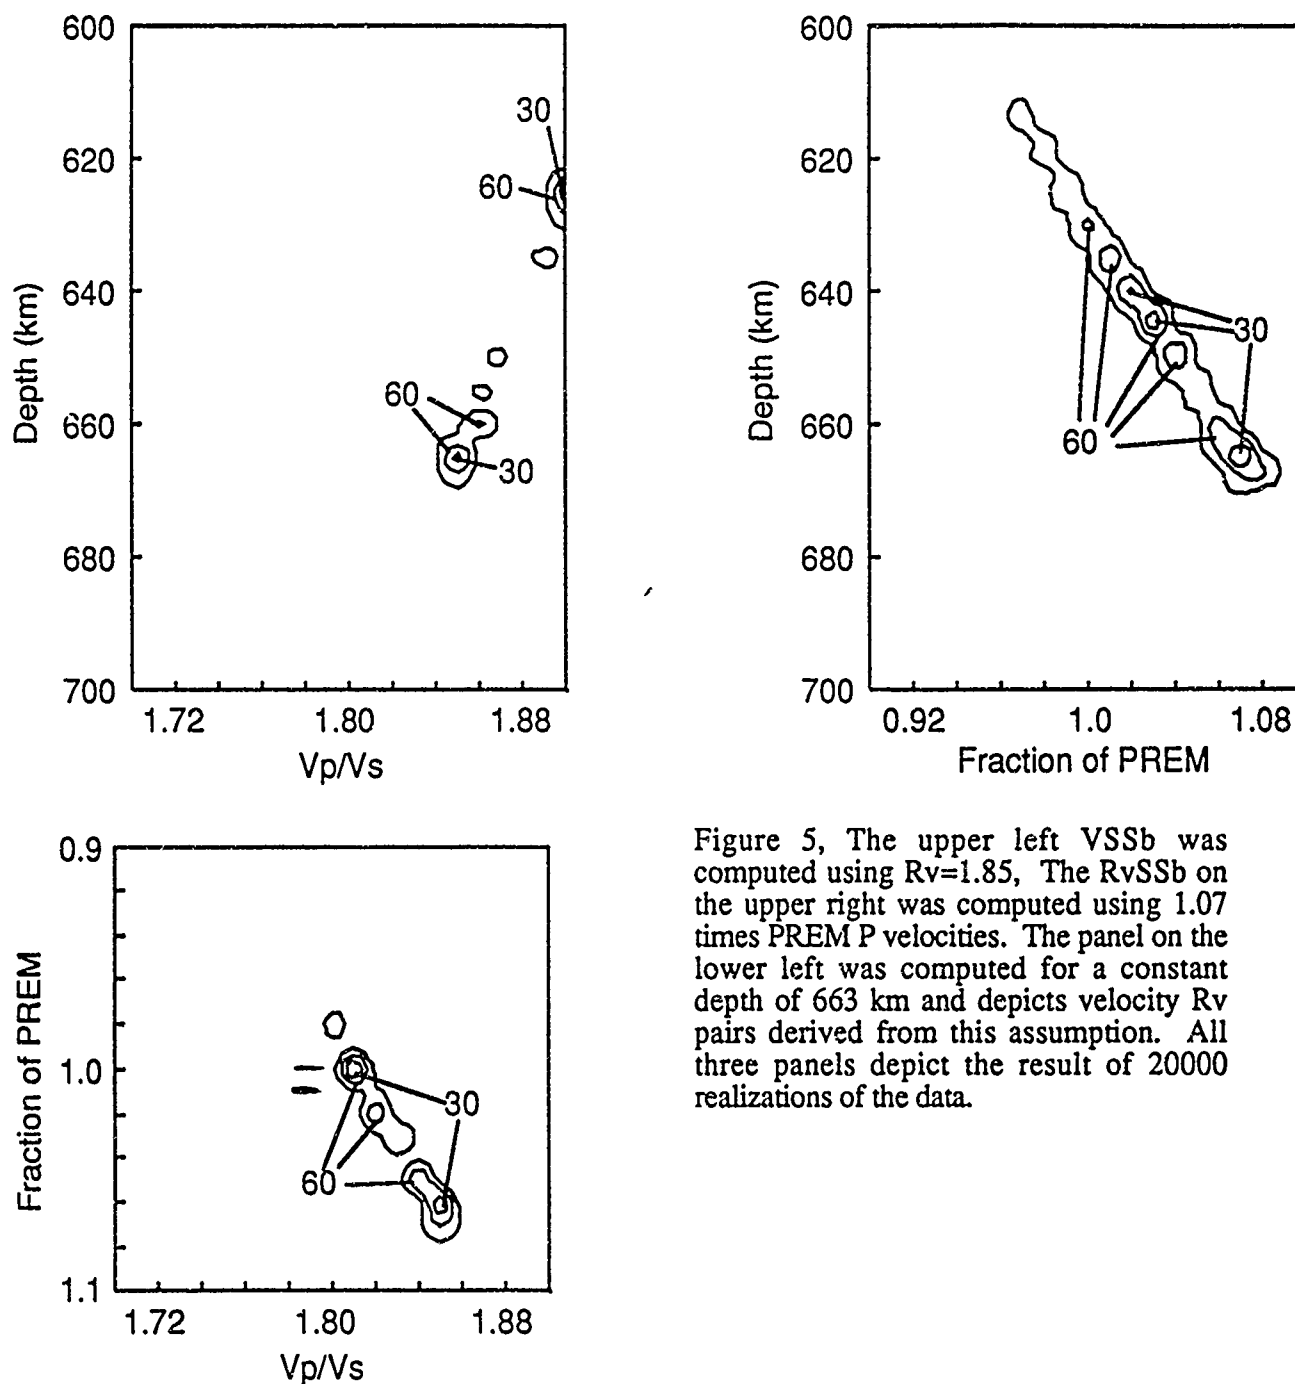 600
620
640
660
680
700
Depth (km)
30
60
60
30
1.72 1.80 1.88
Vp/Vs
600
620
640
660
680
700
Depth (km)
30
60
0.92 1.0 1.08
Fraction of PREM
0.9
1.0
1.1
Fraction of PREM
30
60
1.72 1.80 1.88
Vp/Vs
Figure 5, The upper left VSSb was
computed using Rv=1.85, The RvSSb on
the upper right was computed using 1.07
times PREM P velocities. The panel on the
lower left was computed for a constant
depth of 663 km and depicts velocity Rv
pairs derived from this assumption. All
three panels depict the result of 20000
realizations of the data.